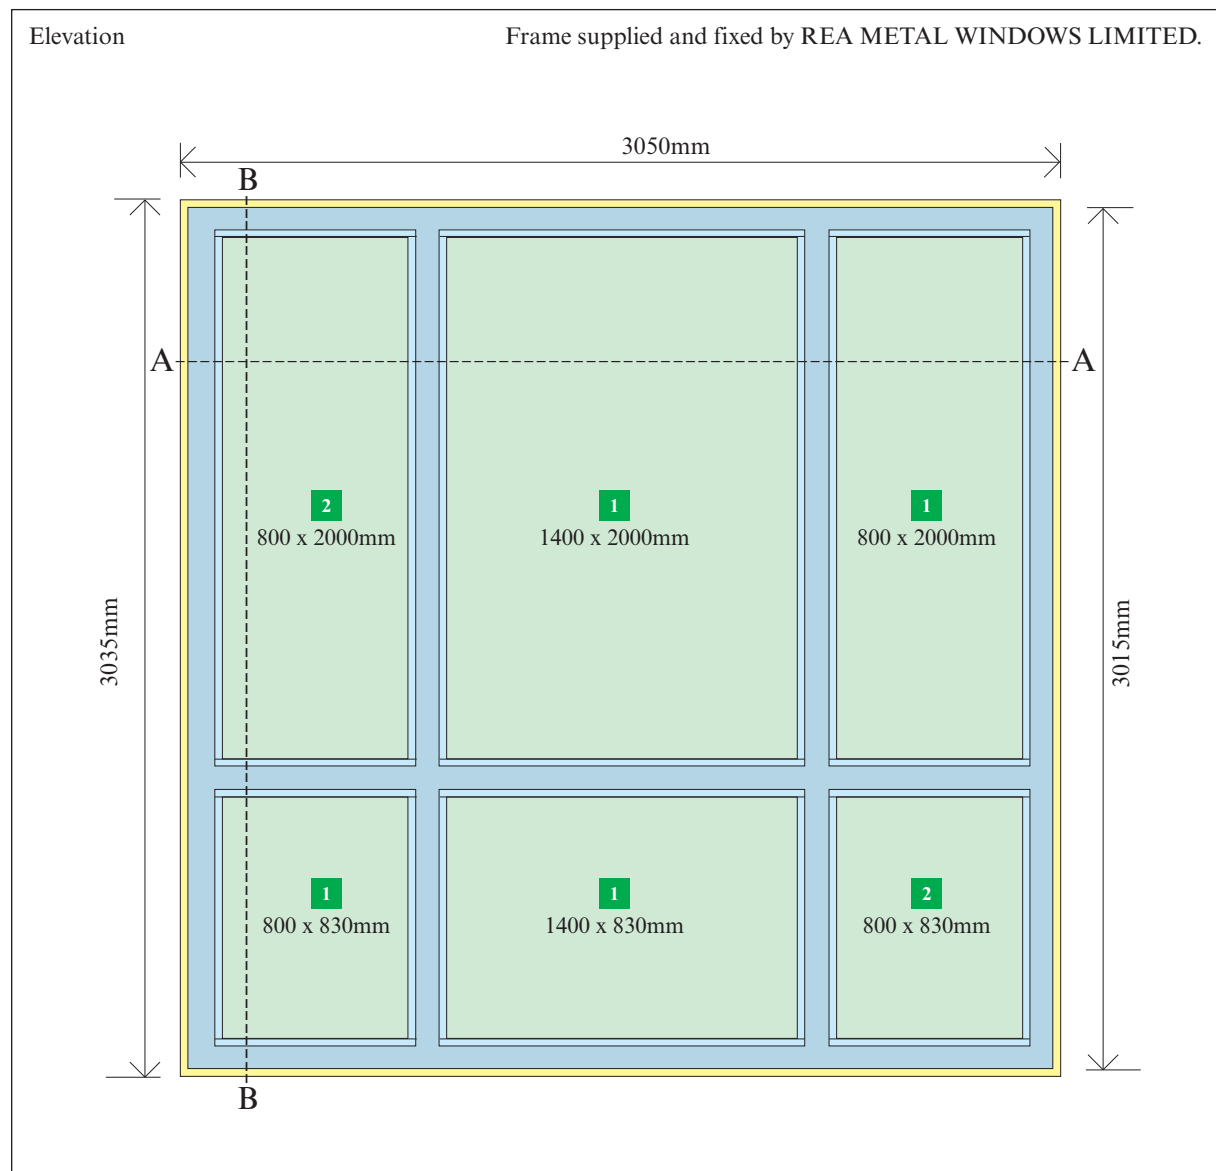 Elevation
Frame supplied and fixed by REA METAL WINDOWS LIMITED.
3050mm
B
A
A
2
800 x 2000mm
1
1400 x 2000mm
1
800 x 2000mm
3035mm
3015mm
1
800 x 830mm
1
1400 x 830mm
2
800 x 830mm
B